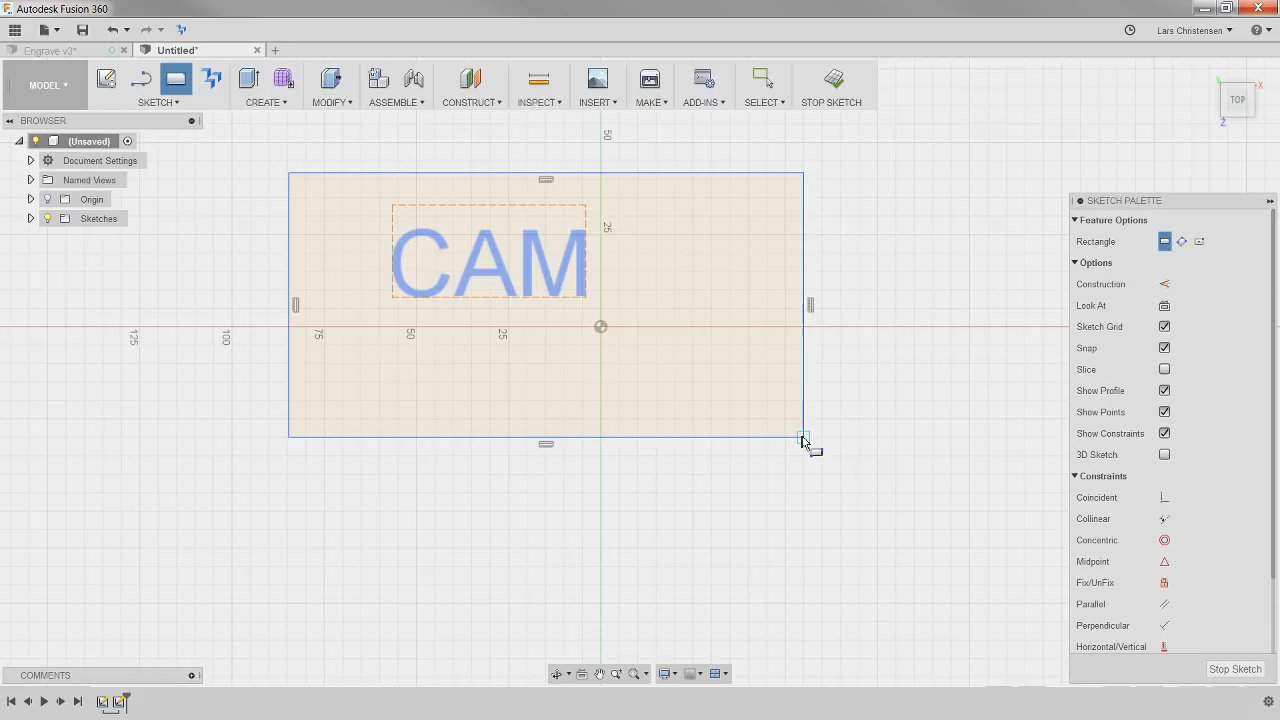 Autodesk Fusion 360
Lars Christensen
Engrave v3*
Untitled*
MODEL
SKETCH
CREATE
MODIFY
ASSEMBLE
CONSTRUCT
INSPECT
INSERT
MAKE
ADD-INS
SELECT
STOP SKETCH
BROWSER
(Unsaved)
Document Settings
Named Views
Origin
Sketches
TOP
X
Z
50
25
CAM
125
100
75
50
25
SKETCH PALETTE
Feature Options
Rectangle
Options
Construction
Look At
Sketch Grid
Snap
Slice
Show Profile
Show Points
Show Constraints
3D Sketch
Constraints
Coincident
Collinear
Concentric
Midpoint
Fix/UnFix
Parallel
Perpendicular
Horizontal/Vertical
Stop Sketch
COMMENTS